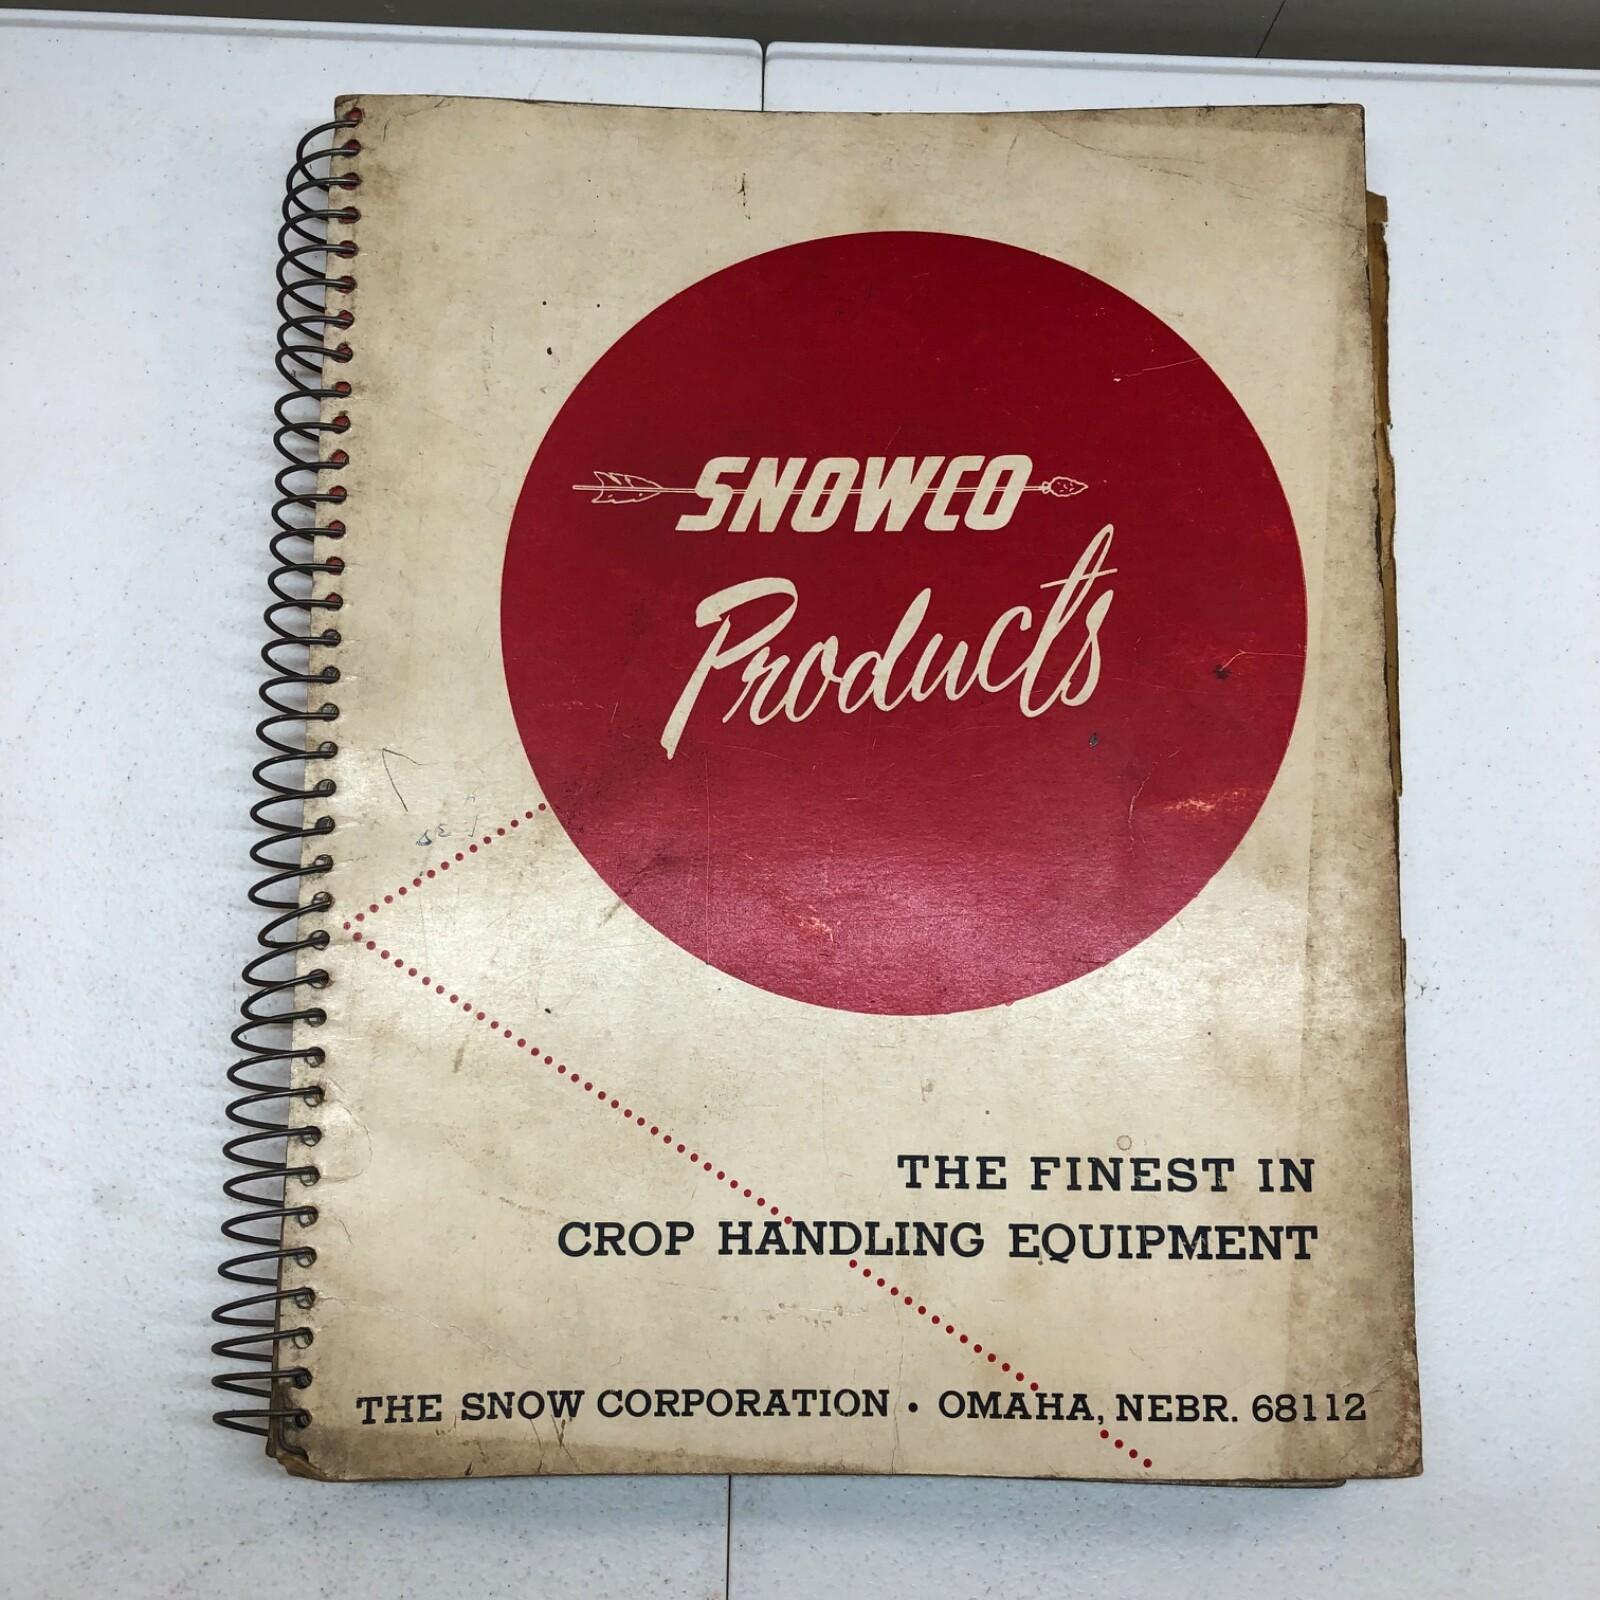 SNOWCO
Products
THE FINEST IN
CROP HANDLING EQUIPMENT
THE SNOW CORPORATION • OMAHA, NEBR. 68112